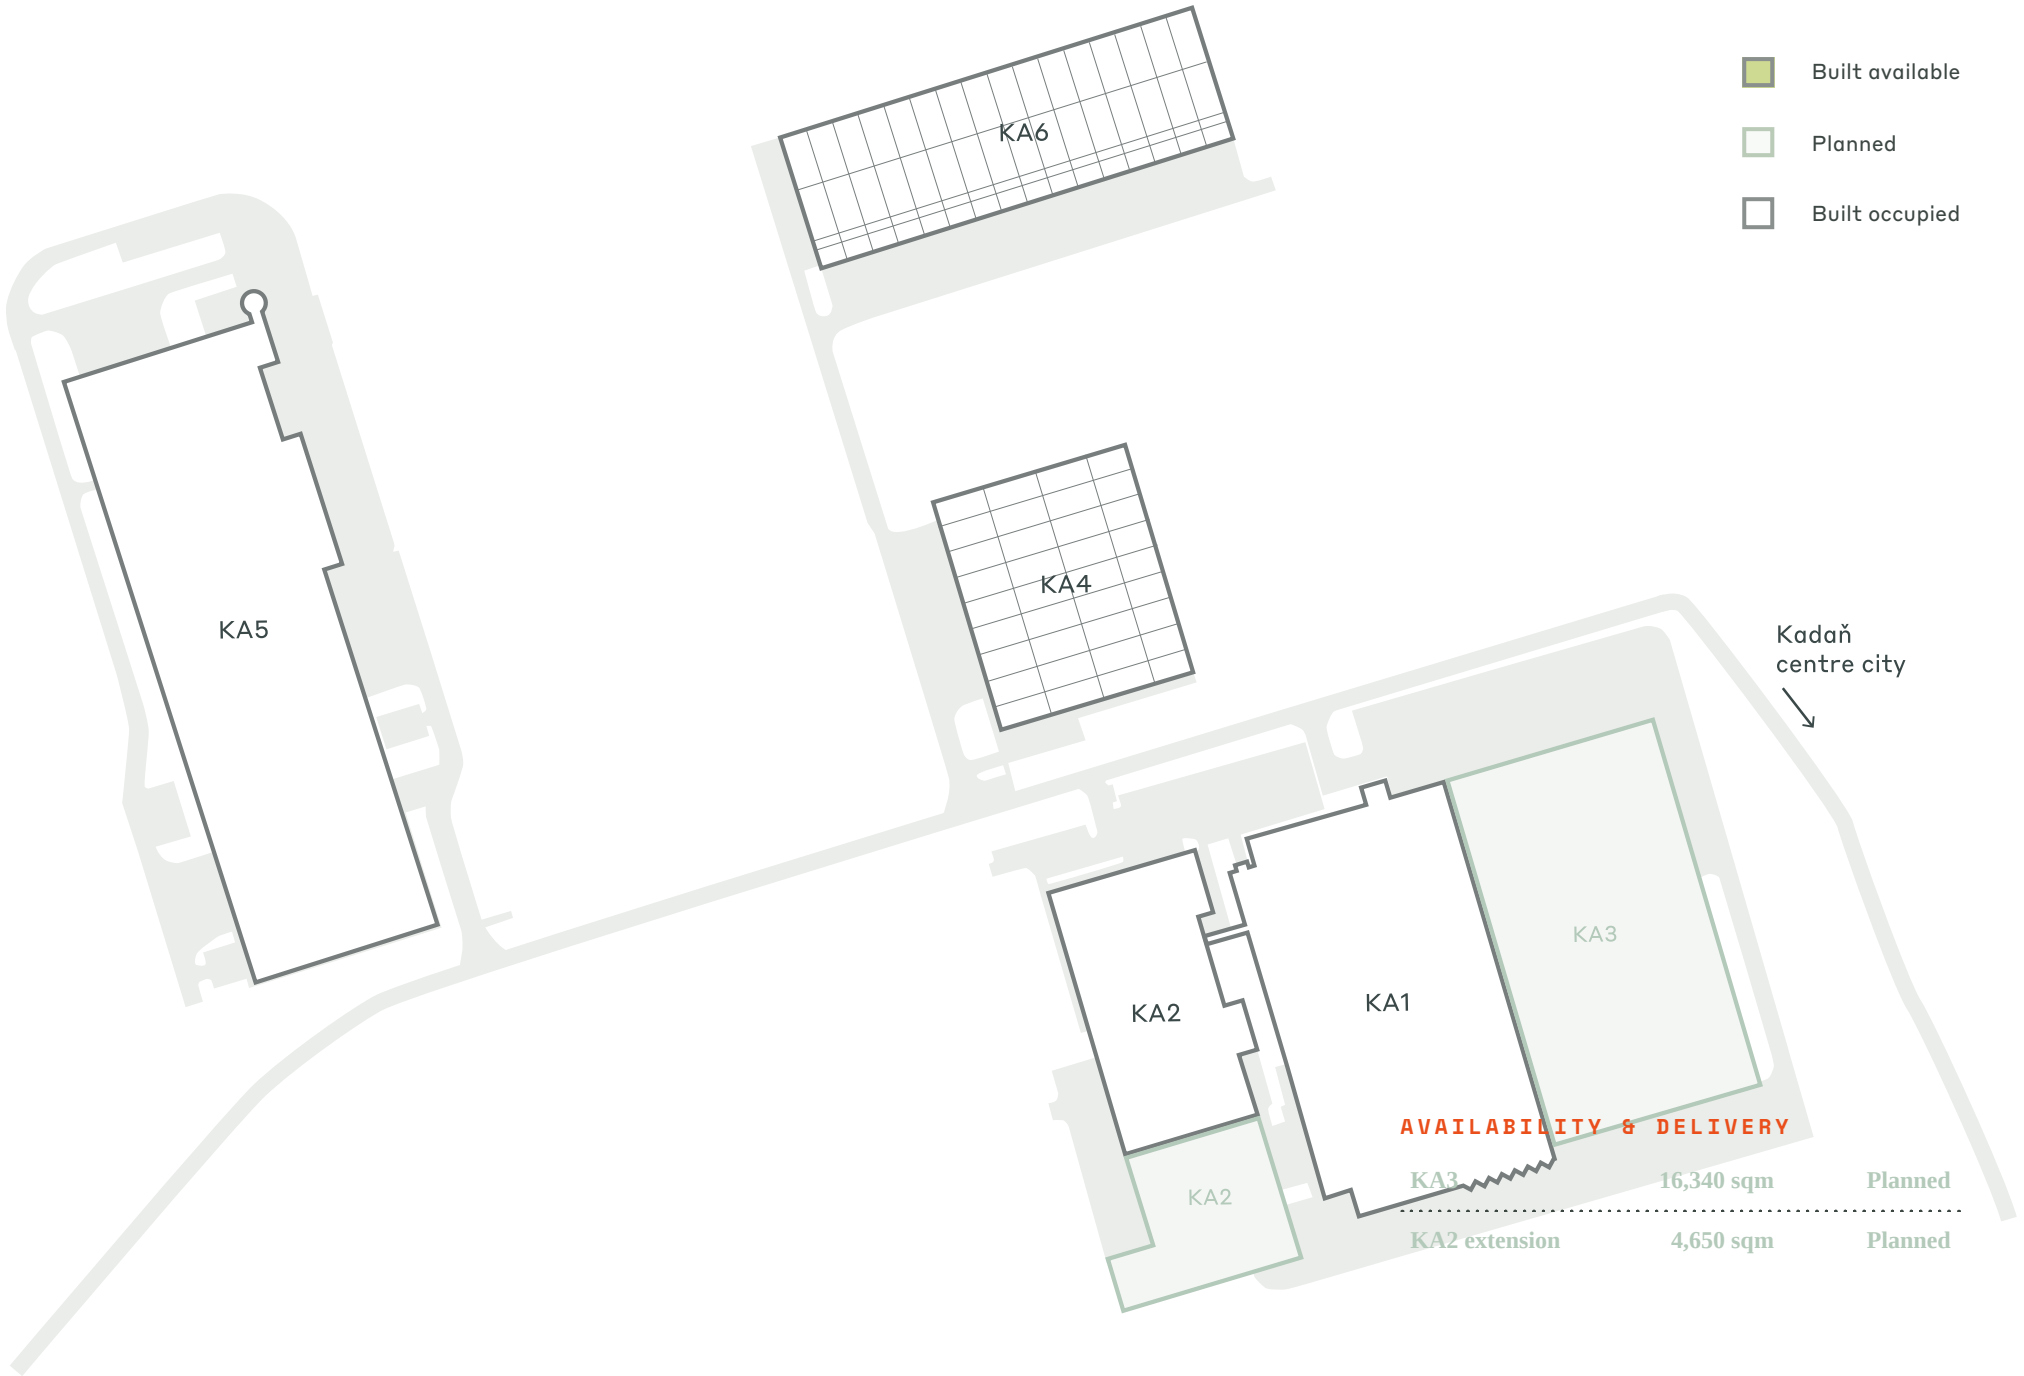 KA6
Built available
Planned
Built occupied
KA4
KA5
Kadaň
centre city
KA3
KA2
KA1
AVAILABILITY & DELIVERY
KA3 16,340 sqm Planned
KA2
KA2 extension 4,650 sqm Planned